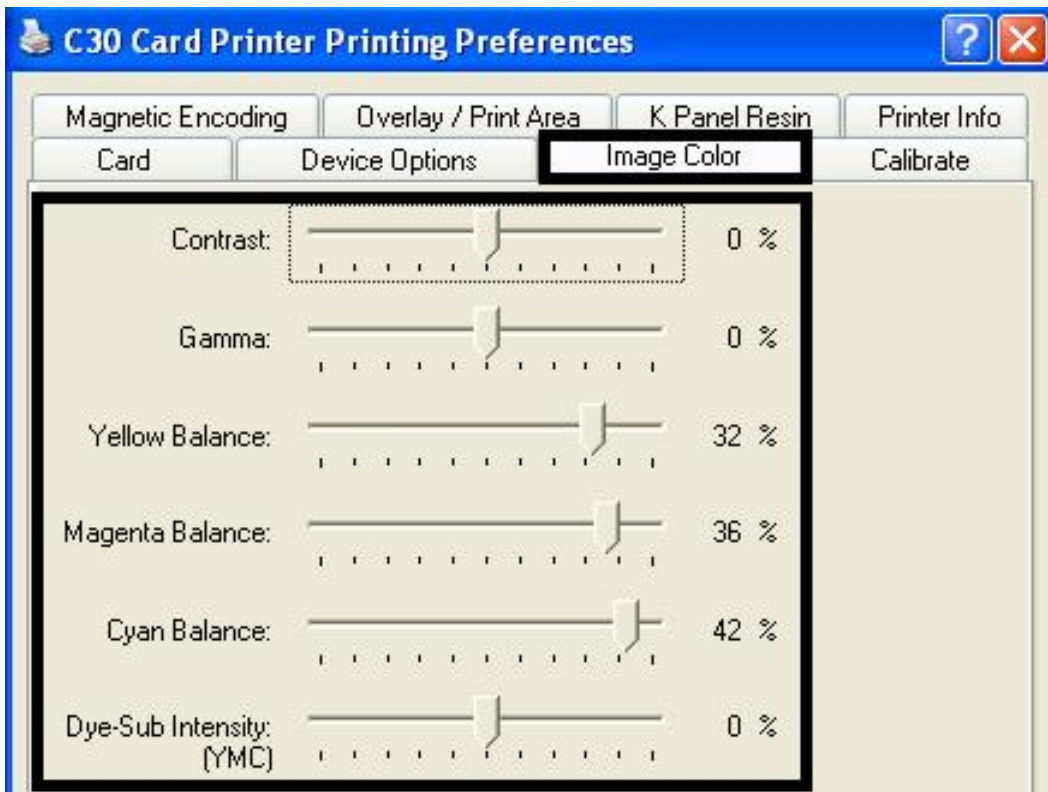 C30 Card Printer Printing Preferences
Magnetic Encoding Overlay / Print Area K Panel Resin Printer Info
Card Device Options Image Color Calibrate
Contrast: 0 %
Gamma: 0 %
Yellow Balance: 32 %
Magenta Balance: 36 %
Cyan Balance: 42 %
Dye-Sub Intensity: 0 %
(YMC)